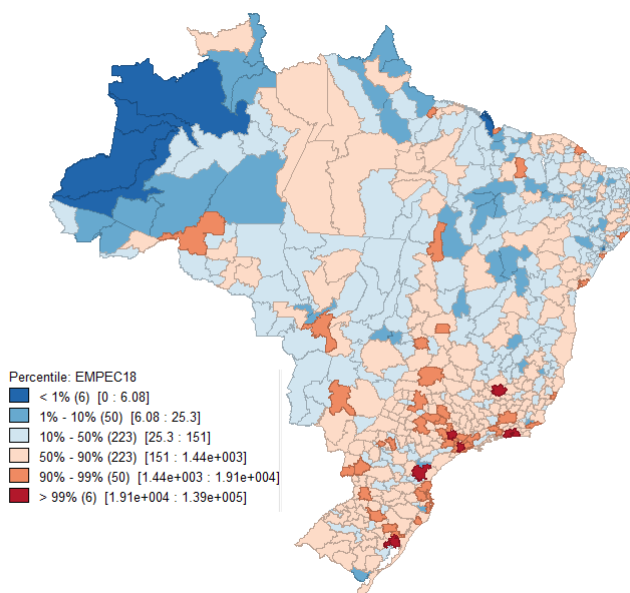 Percentile: EMPEC18
< 1% (6) [0 : 6.08]
1% - 10% (50) [6.08 : 25.3]
10% - 50% (223) [25.3 : 151]
50% - 90% (223) [151 : 1.44e+003]
90% - 99% (50) [1.44e+003 : 1.91e+004]
> 99% (6) [1.91e+004 : 1.39e+005]